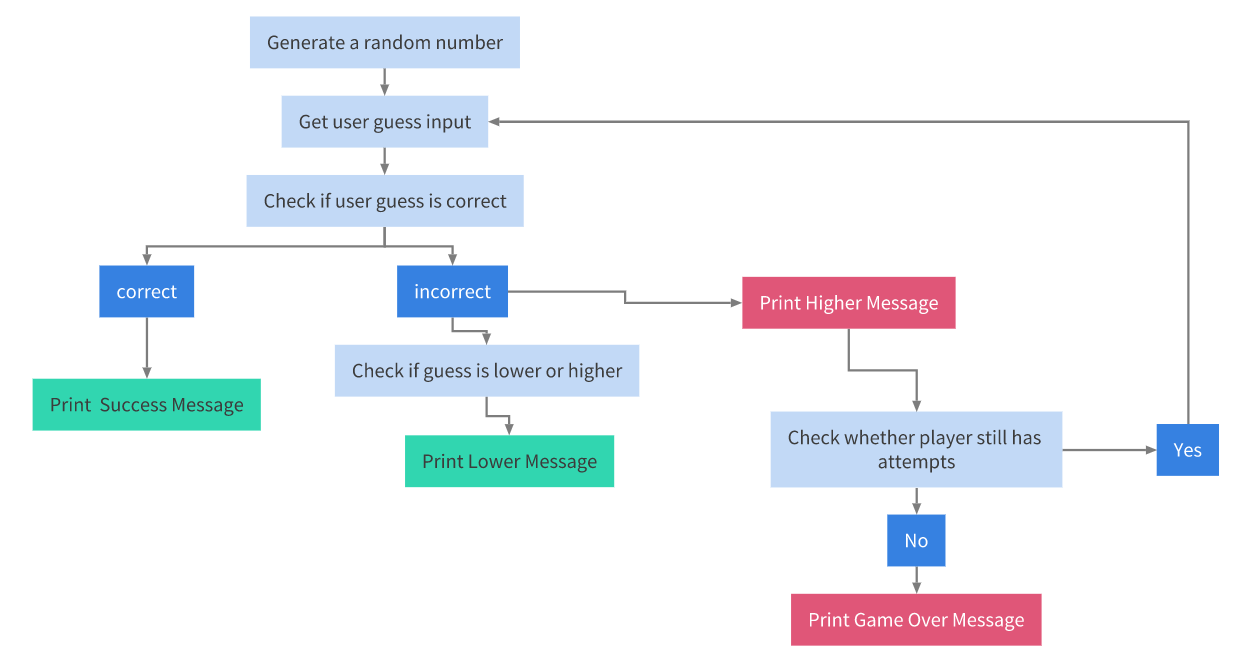 Generate a random number
Get user guess input
Check if user guess is correct
correct
incorrect
Print Higher Message
Check if guess is lower or higher
Print  Success Message
Print Lower Message
Check whether player still has
attempts
Yes
No
Print Game Over Message